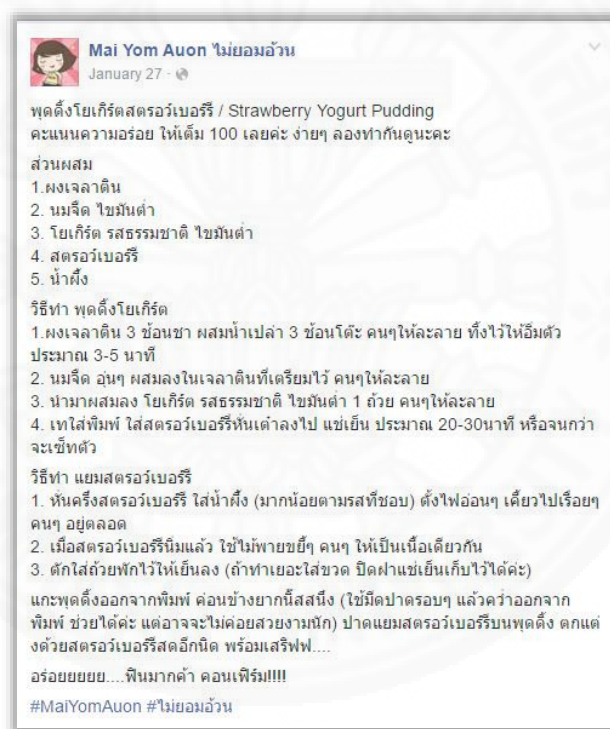 Mai Yom Auon ไม่ยอมอ้วน
January 27
พุดดิ้งโยเกิร์ตสตรอว์เบอร์รี / Strawberry Yogurt Pudding
คะแนนความอร่อย ให้เต็ม 100 เลยค่ะ ง่ายๆ ลองทำกันดูนะคะ
ส่วนผสม
1.ผงเจลาติน
2. นมจืด ไขมันต่ำ
3. โยเกิร์ต รสธรรมชาติ ไขมันต่ำ
4. สตรอว์เบอร์รี
5. น้ำผึ้ง
วิธีทำ พุดดิ้งโยเกิร์ต
1.ผงเจลาติน 3 ช้อนชา ผสมน้ำเปล่า 3 ช้อนโต๊ะ คนๆให้ละลาย ทิ้งไว้ให้อิ่มตัว
ประมาณ 3-5 นาที
2. นมจืด อุ่นๆ ผสมลงในเจลาตินที่เตรียมไว้ คนๆให้ละลาย
3. นำมาผสมลง โยเกิร์ต รสธรรมชาติ ไขมันต่ำ 1 ถ้วย คนๆให้ละลาย
4. เทใส่พิมพ์ ใส่สตรอว์เบอร์รีหั่นเต๋าลงไป แช่เย็น ประมาณ 20-30นาที หรือจนกว่า
จะเซ็ทตัว
วิธีทำ แยมสตรอว์เบอร์รี
1. หั่นครึ่งสตรอว์เบอร์รี ใส่น้ำผึ้ง (มากน้อยตามรสที่ชอบ) ตั้งไฟอ่อนๆ เคี้ยวไปเรื่อยๆ
คนๆ อยู่ตลอด
2. เมื่อสตรอว์เบอร์รีนิ่มแล้ว ใช้ไม้พายขยี้ๆ คนๆ ให้เป็นเนื้อเดียวกัน
3. ตักใส่ถ้วยพักไว้ให้เย็นลง (ถ้าทำเยอะใส่ขวด ปิดฝาแช่เย็นเก็บไว้ได้ค่ะ)
แกะพุดดิ้งออกจากพิมพ์ ค่อนข้างยากนี้สสนึง (ใช้มีดปาดรอบๆ แล้วคว่ำออกจาก
พิมพ์ ช่วยได้ค่ะ แต่อาจจะไม่ค่อยสวยงามนัก) ปาดแยมสตรอว์เบอร์รีบนพุดดิ้ง ตกแต่
งด้วยสตรอว์เบอร์รีสดอีกนิด พร้อมเสริฟฟ....
อร่อยยยยย....ฟินมากค้า คอนเฟิร์ม!!!!
#MaiYomAuon #ไม่ยอมอ้วน